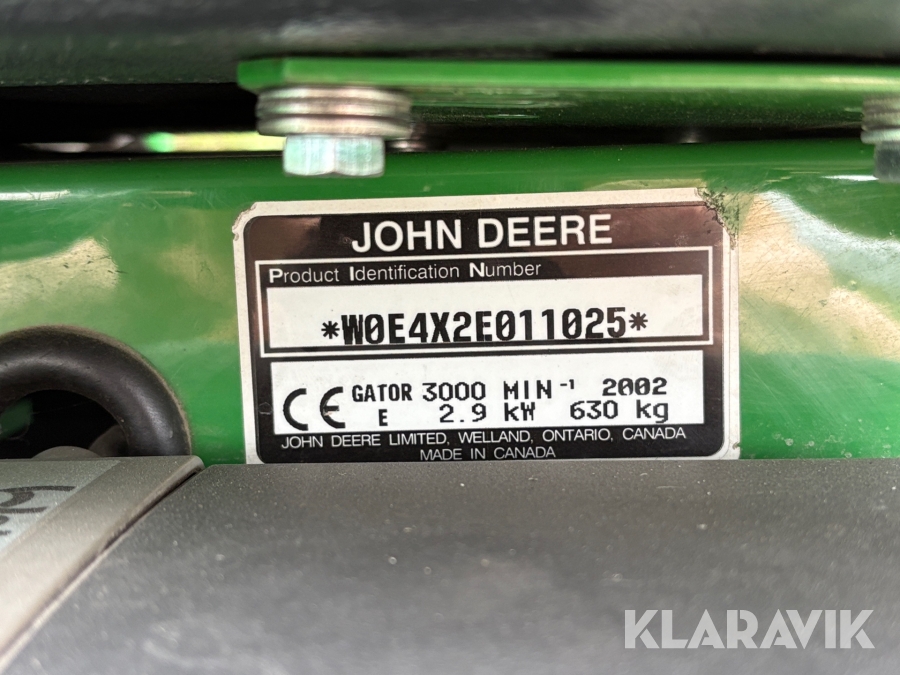 JOHN DEERE
Product Identification Number
*W0E4X2E011025*
CE GATOR 3000 MIN⁻¹ 2002
E 2.9 kW 630 kg
JOHN DEERE LIMITED, WELLAND, ONTARIO, CANADA
MADE IN CANADA
KLARAVIK